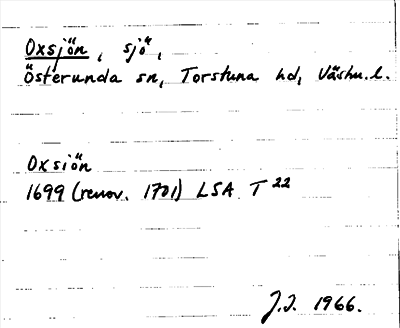 Oxsjön, sjö,
Österunda sn, Torstuna hd, Västm. l.
Oxsiön
1699 (renov. 1701) LSA T 22
J.J. 1966.